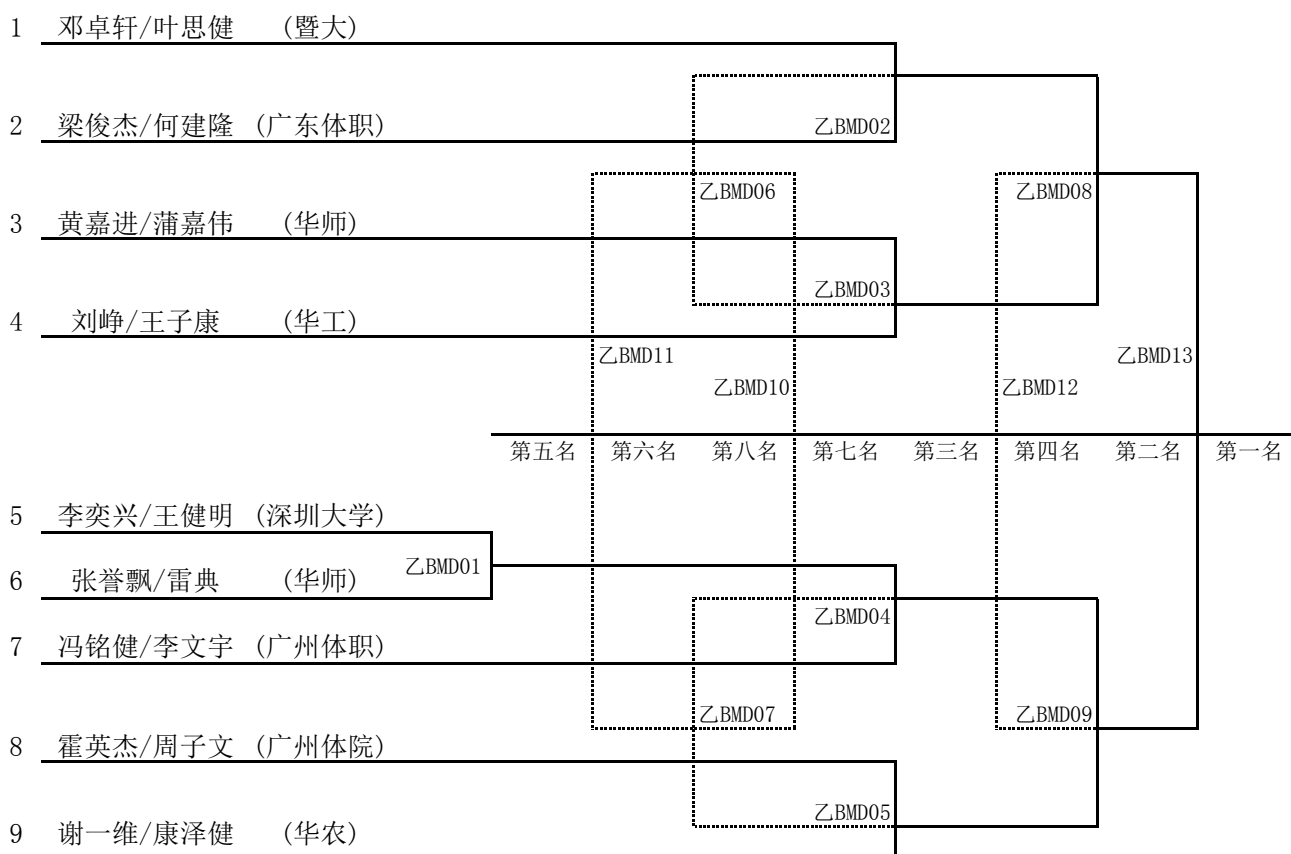 1 邓卓轩/叶思健 (暨大)
2 梁俊杰/何建隆 (广东体职) 乙BMD02
乙BMD06 乙BMD08
3 黄嘉进/蒲嘉伟 (华师)
乙BMD03
4 刘峥/王子康 (华工)
乙BMD11 乙BMD13
乙BMD10 乙BMD12
第五名 第六名 第八名 第七名 第三名 第四名 第二名 第一名
5 李奕兴/王健明 (深圳大学)
乙BMD01
6 张誉飘/雷典 (华师)
乙BMD04
7 冯铭健/李文宇 (广州体职)
乙BMD07 乙BMD09
8 霍英杰/周子文 (广州体院)
乙BMD05
9 谢一维/康泽健 (华农)